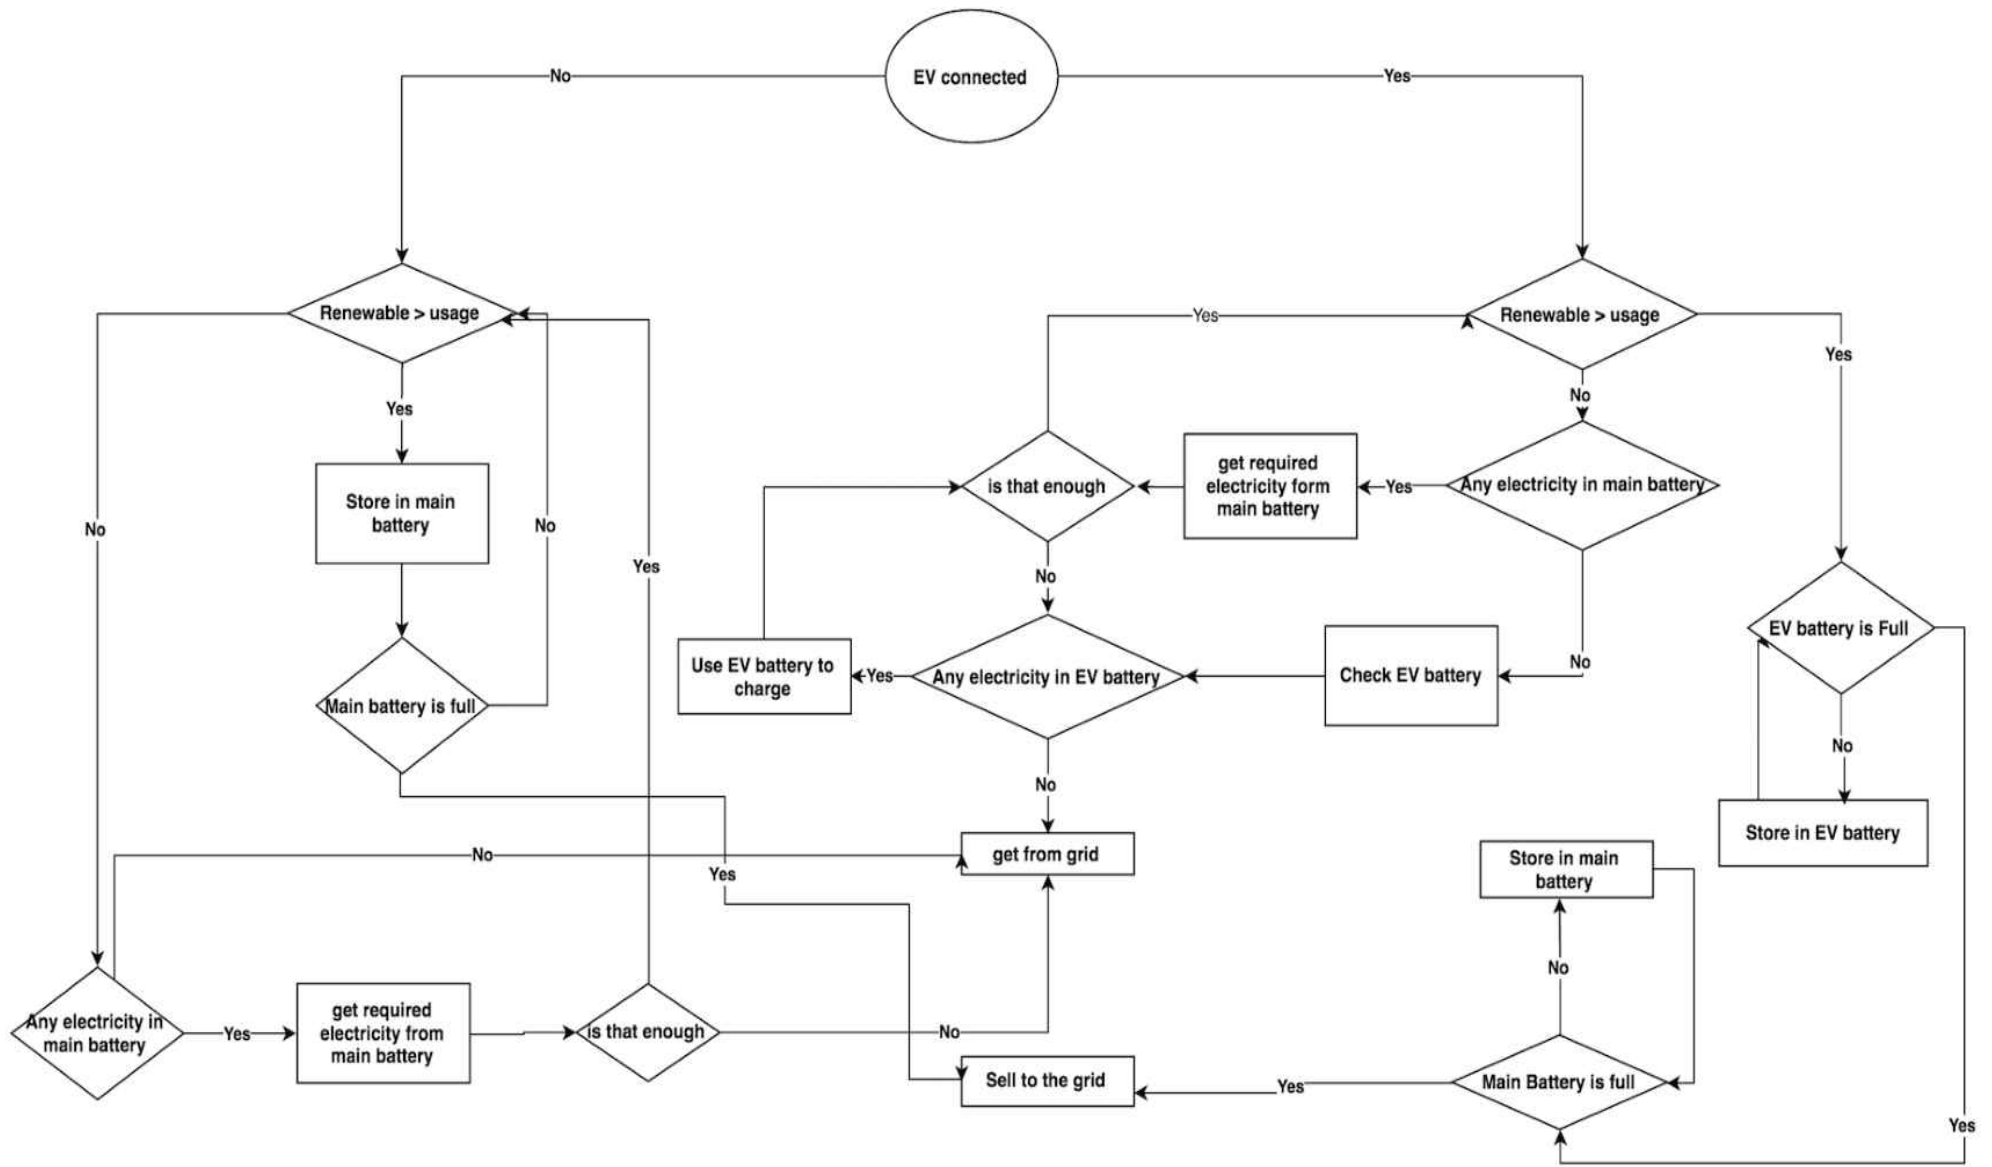 EV connected
No
Yes
Renewable > usage
Renewable > usage
Yes
Yes
Yes
No
Store in main
battery
No
No
Yes
is that enough
get required
electricity form
main battery
Yes
Any electricity in main battery
No
No
EV battery is Full
Main battery is full
Use EV battery to
charge
Yes
Any electricity in EV battery
Check EV battery
No
No
No
Store in EV battery
get from grid
No
Yes
Store in main
battery
No
Any electricity in
main battery
Yes
get required
electricity from
main battery
is that enough
No
Sell to the grid
Yes
Main Battery is full
Yes